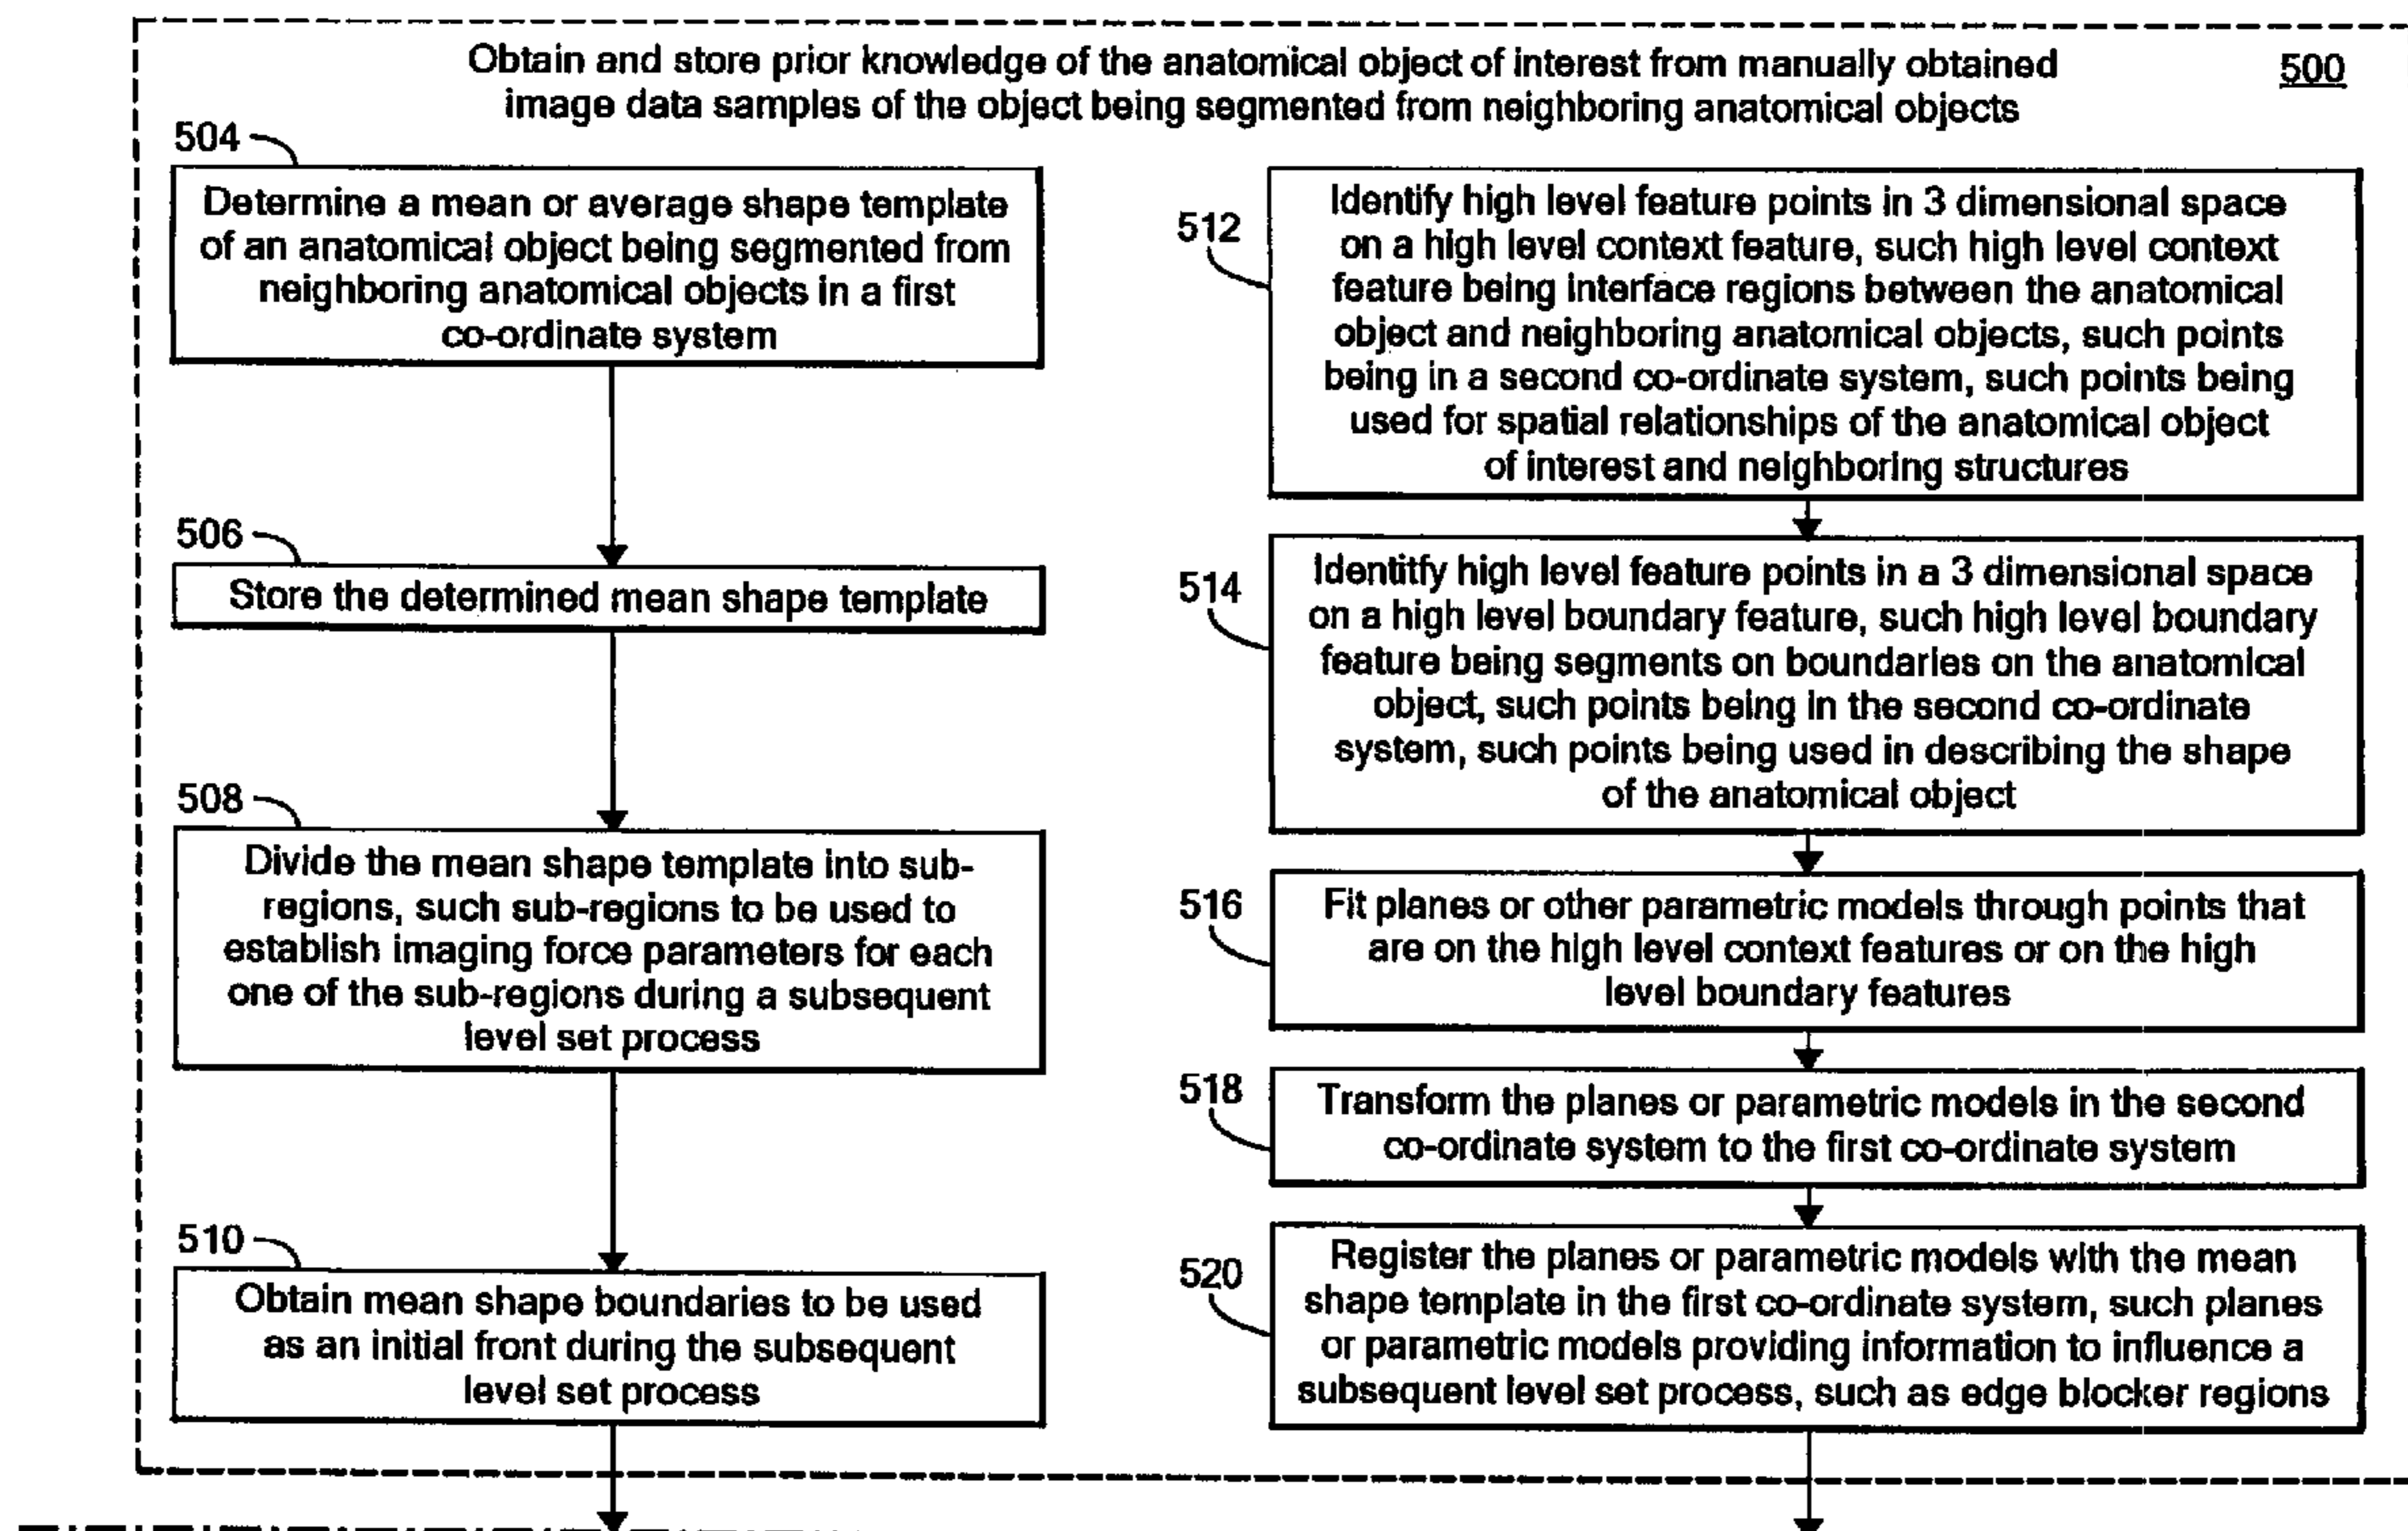 Obtain and store prior knowledge of the anatomical object of interest from manually obtained
image data samples of the object being segmented from neighboring anatomical objects
500
504
Determine a mean or average shape template
of an anatomical object being segmented from
neighboring anatomical objects in a first
co-ordinate system
506
Store the determined mean shape template
508
Divide the mean shape template into sub-
regions, such sub-regions to be used to
establish imaging force parameters for each
one of the sub-regions during a subsequent
level set process
510
Obtain mean shape boundaries to be used
as an initial front during the subsequent
level set process
512
Identify high level feature points in 3 dimensional space
on a high level context feature, such high level context
feature being interface regions between the anatomical
object and neighboring anatomical objects, such points
being in a second co-ordinate system, such points being
used for spatial relationships of the anatomical object
of interest and neighboring structures
514
Identitfy high level feature points in a 3 dimensional space
on a high level boundary feature, such high level boundary
feature being segments on boundaries on the anatomical
object, such points being in the second co-ordinate
system, such points being used in describing the shape
of the anatomical object
516
Fit planes or other parametric models through points that
are on the high level context features or on the high
level boundary features
518
Transform the planes or parametric models in the second
co-ordinate system to the first co-ordinate system
520
Register the planes or parametric models with the mean
shape template in the first co-ordinate system, such planes
or parametric models providing information to influence a
subsequent level set process, such as edge blocker regions